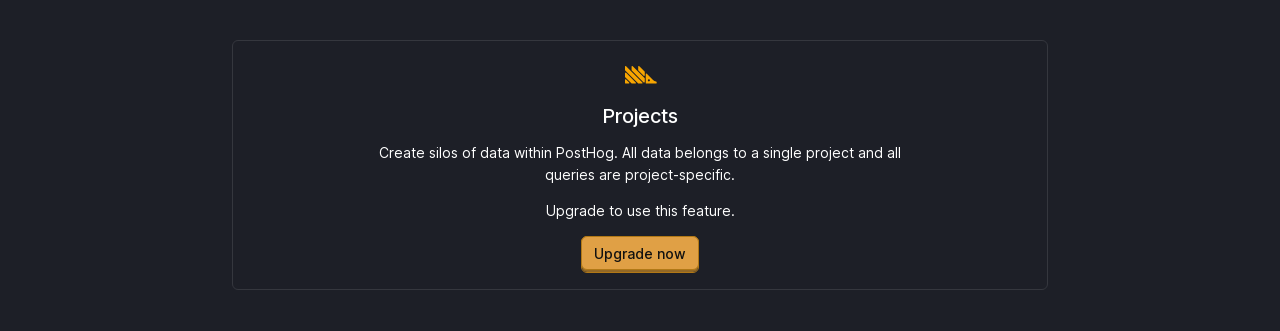 Projects
Create silos of data within PostHog. All data belongs to a single project and all
queries are project-specific.
Upgrade to use this feature.
Upgrade now